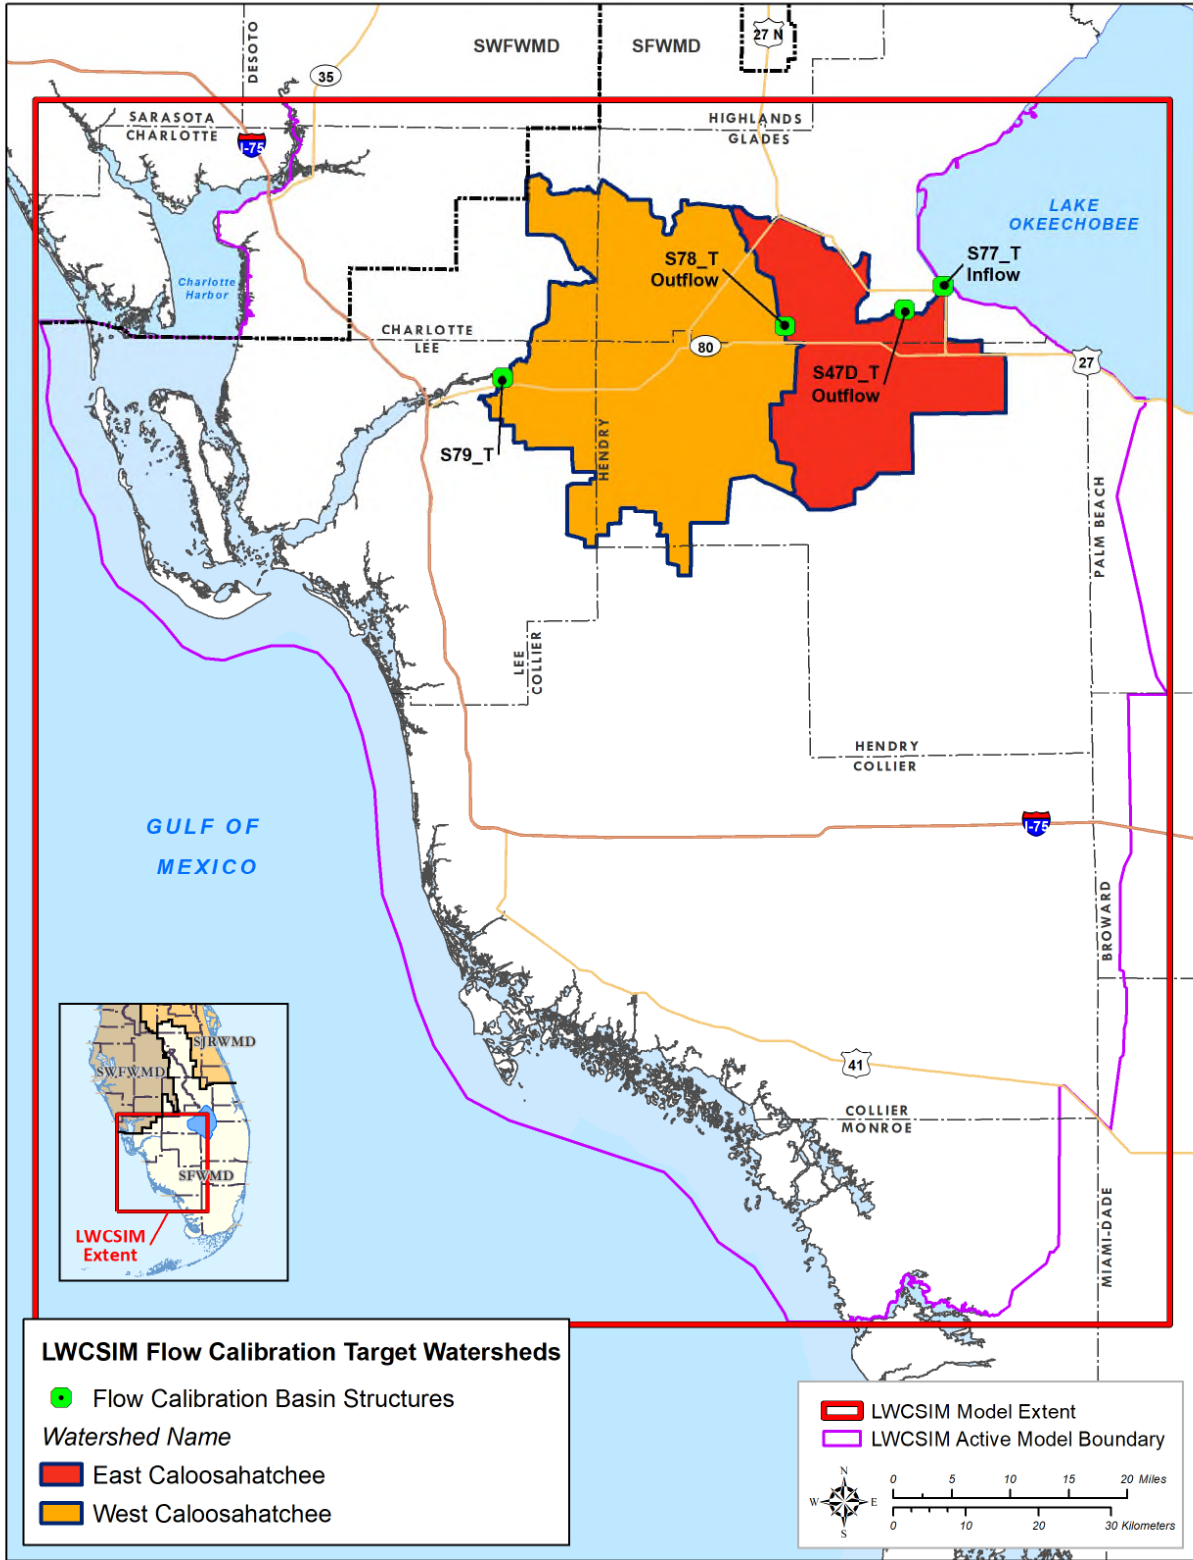 SWFWMD
SFWMD
27 N
DESOTO
35
SARASOTA
CHARLOTTE
I-75
HIGHLANDS
GLADES
LAKE
OKEECHOBEE
S77_T
Inflow
S78_T
Outflow
Charlotte
Harbor
CHARLOTTE
LEE
80
27
S47D_T
Outflow
S79_T
HENDRY
PALM BEACH
LEE
COLLIER
HENDRY
COLLIER
GULF OF
MEXICO
I-75
BROWARD
41
COLLIER
MONROE
MIAMI-DADE
SJRWMD
SWFWMD
SFWMD
LWCSIM
Extent
LWCSIM Flow Calibration Target Watersheds
Flow Calibration Basin Structures
Watershed Name
East Caloosahatchee
West Caloosahatchee
LWCSIM Model Extent
LWCSIM Active Model Boundary
N
W E
S
0 5 10 15 20 Miles
0 10 20 30 Kilometers